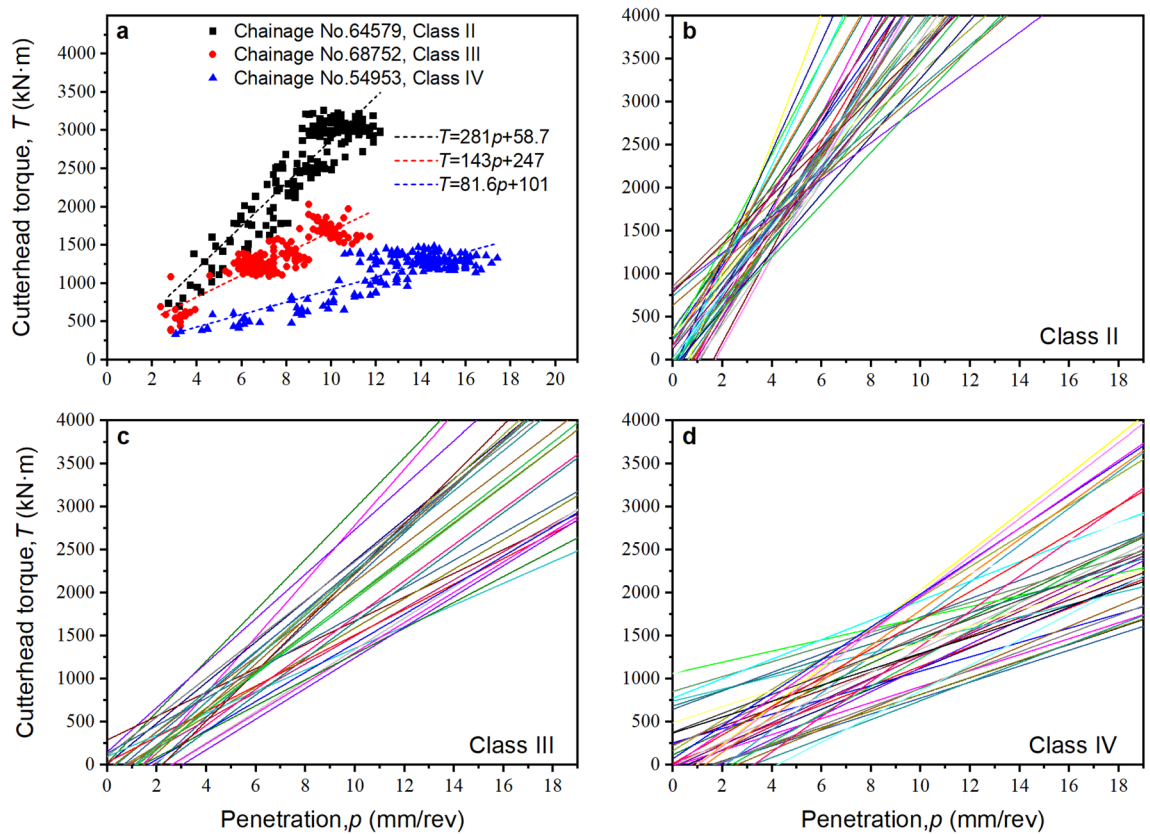 a
Chainage No.64579, Class II
Chainage No.68752, Class III
Chainage No.54953, Class IV
T=281p+58.7
T=143p+247
T=81.6p+101
Cutterhead torque, T (kN·m)
4500
4000
3500
3000
2500
2000
1500
1000
500
0
0 2 4 6 8 10 12 14 16 18 20
b
4000
3500
3000
2500
2000
1500
1000
500
0
Class II
0 2 4 6 8 10 12 14 16 18
c
Cutterhead torque,T (kN·m)
4000
3500
3000
2500
2000
1500
1000
500
0
Class III
0 2 4 6 8 10 12 14 16 18
Penetration,p (mm/rev)
d
4000
3500
3000
2500
2000
1500
1000
500
0
Class IV
0 2 4 6 8 10 12 14 16 18
Penetration,p (mm/rev)